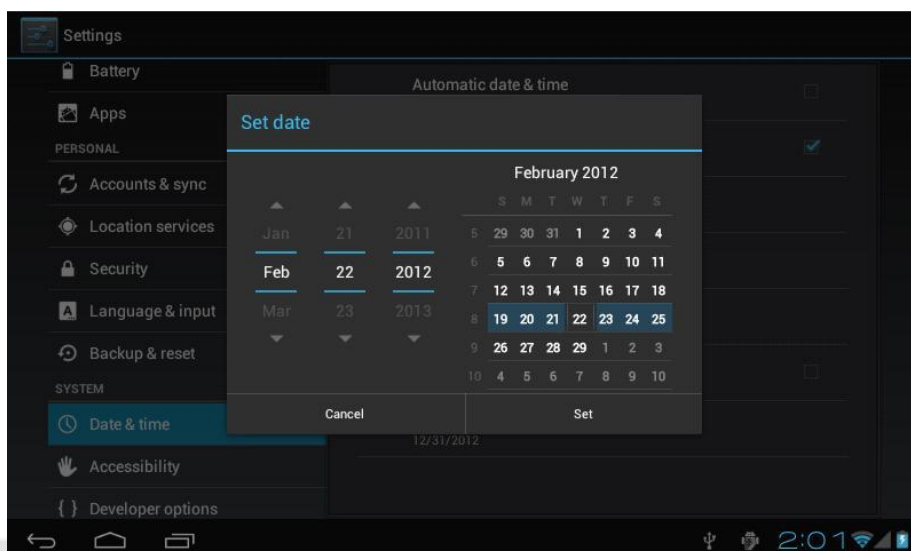 Settings
Battery
Apps
PERSONAL
Accounts & sync
Location services
Security
Language & input
Backup & reset
SYSTEM
Date & time
Accessibility
{ } Developer options
Automatic date & time
Set date
Jan 21 2011
Feb 22 2012
Mar 23 2013
February 2012
S M T W T F S
5 29 30 31 1 2 3 4
6 5 6 7 8 9 10 11
7 12 13 14 15 16 17 18
8 19 20 21 22 23 24 25
9 26 27 28 29 1 2 3
10 4 5 6 7 8 9 10
Cancel Set
12/31/2012
2:01